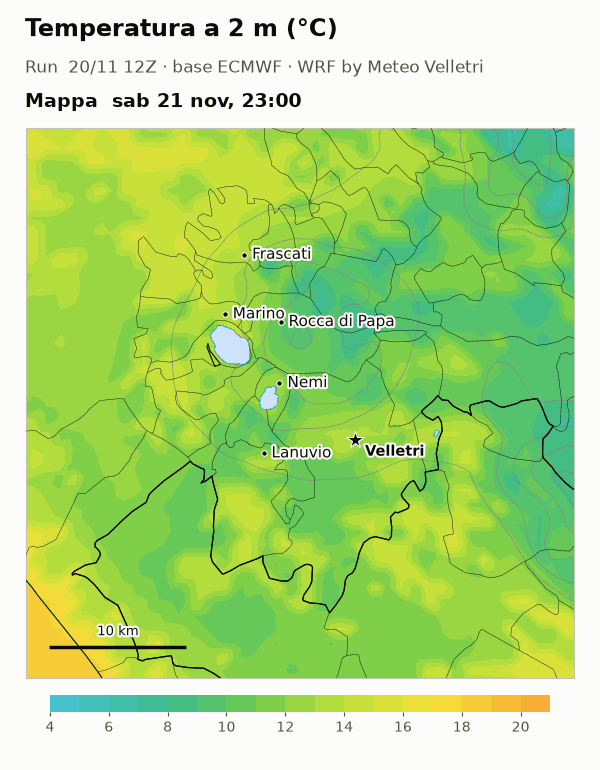 Temperatura a 2 m (°C)
Run  20/11 12Z · base ECMWF · WRF by Meteo Velletri
Mappa  sab 21 nov, 23:00
Frascati
Marino
Rocca di Papa
Nemi
Velletri
Lanuvio
10 km
4 6 8 10 12 14 16 18 20